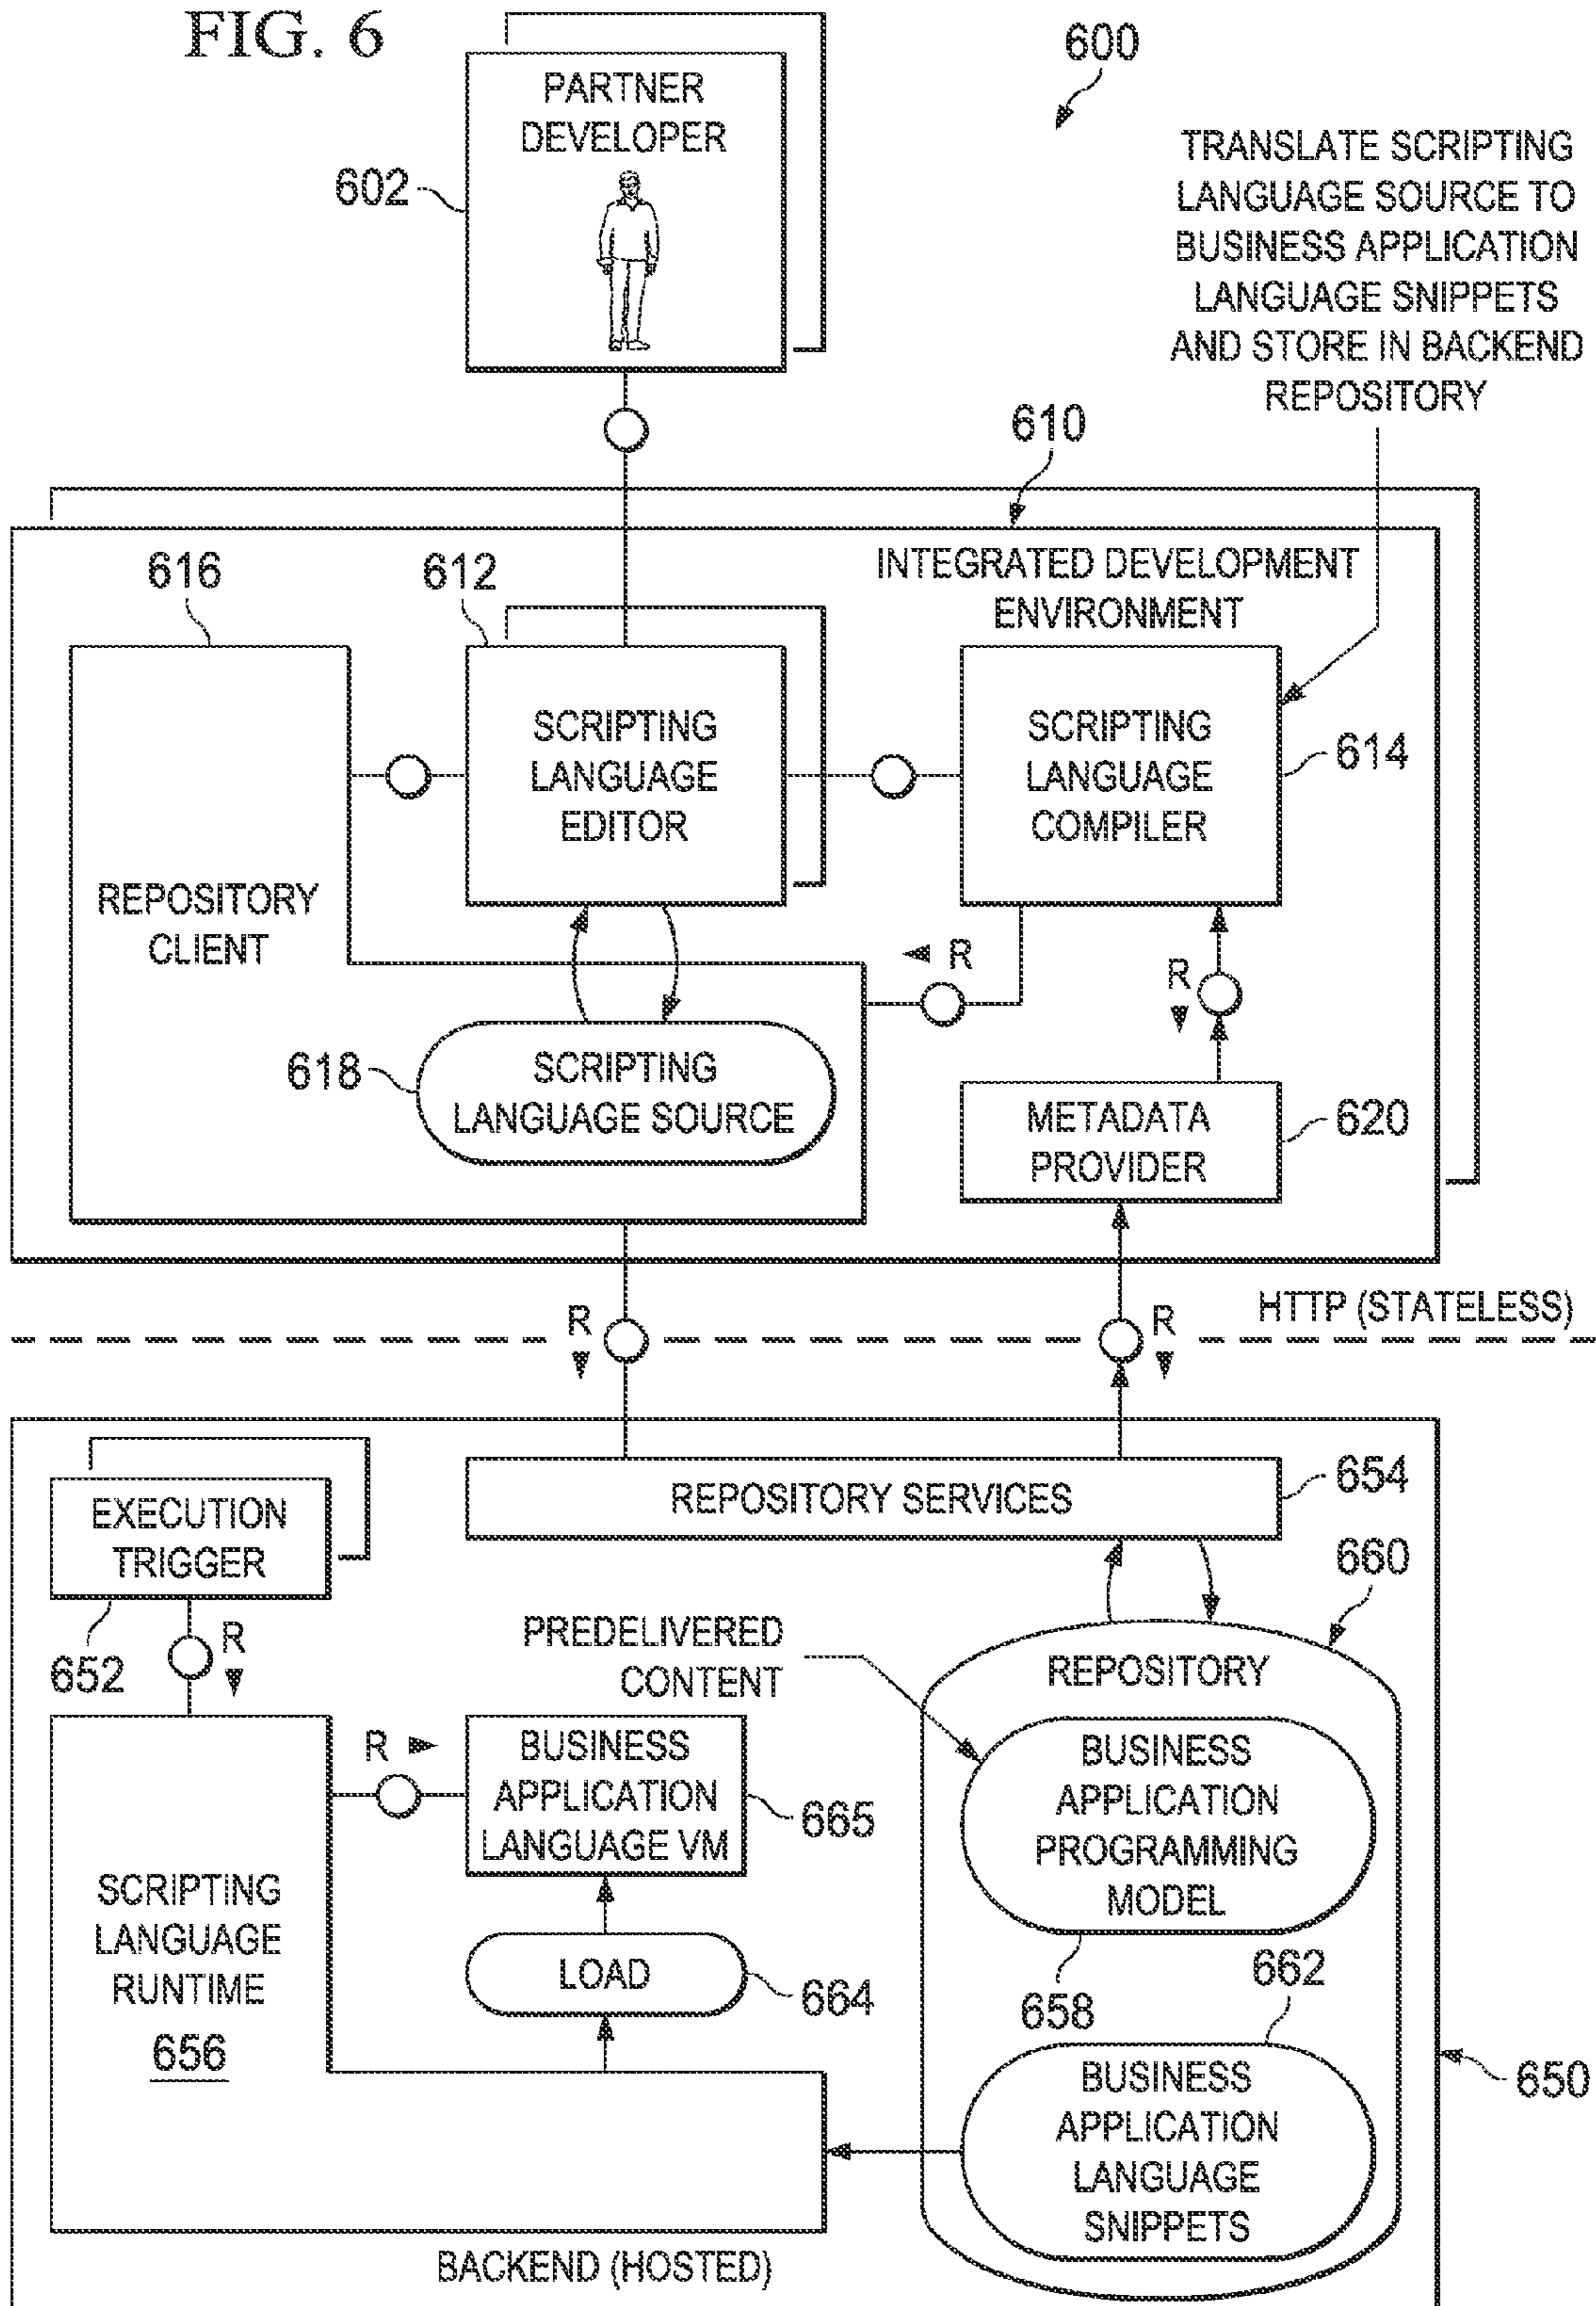 FIG. 6
600
PARTNER
DEVELOPER
602
TRANSLATE SCRIPTING
LANGUAGE SOURCE TO
BUSINESS APPLICATION
LANGUAGE SNIPPETS
AND STORE IN BACKEND
REPOSITORY
610
INTEGRATED DEVELOPMENT
ENVIRONMENT
616
612
SCRIPTING
LANGUAGE
EDITOR
SCRIPTING
LANGUAGE
COMPILER
614
REPOSITORY
CLIENT
R
R
618
SCRIPTING
LANGUAGE SOURCE
METADATA
PROVIDER
620
HTTP (STATELESS)
R
R
REPOSITORY SERVICES
654
EXECUTION
TRIGGER
652
R
660
PREDELIVERED
CONTENT
REPOSITORY
R
BUSINESS
APPLICATION
LANGUAGE VM
665
BUSINESS
APPLICATION
PROGRAMMING
MODEL
658
SCRIPTING
LANGUAGE
RUNTIME
656
LOAD
664
662
BUSINESS
APPLICATION
LANGUAGE
SNIPPETS
650
BACKEND (HOSTED)